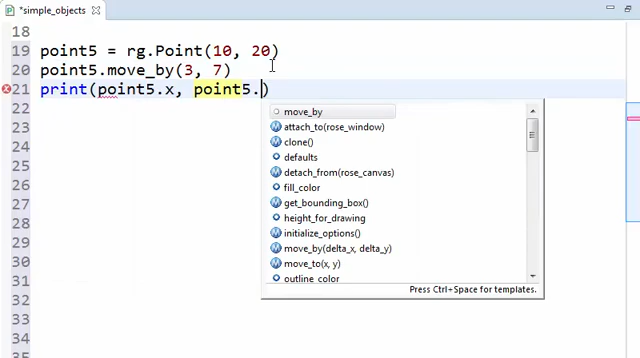 *simple_objects
18
19 point5 = rg.Point(10, 20)
20 point5.move_by(3, 7)
21 print(point5.x, point5.)
22
23
24
25
26
27
28
29
30
31
32
33
34
35
move_by
attach_to(rose_window)
clone()
defaults
detach_from(rose_canvas)
fill_color
get_bounding_box()
height_for_drawing
initialize_options()
move_by(delta_x, delta_y)
move_to(x, y)
outline_color
Press Ctrl+Space for templates.